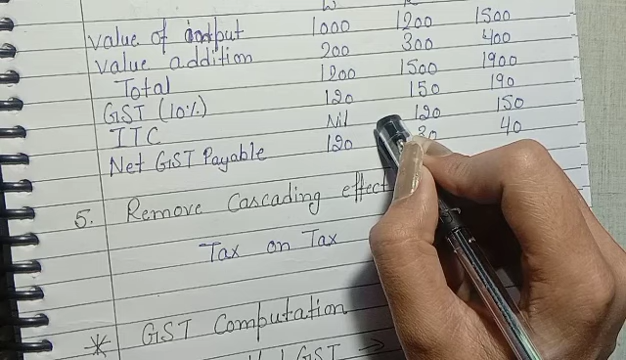 Value of input 1000 1200 1500
Value addition 200 300 400
Total 1200 1500 1900
GST (10%) 120 150 190
ITC Nil 120 150
Net GST Payable 120 30 40
5. Remove Cascading effect
Tax on Tax
* GST Computation
GST →